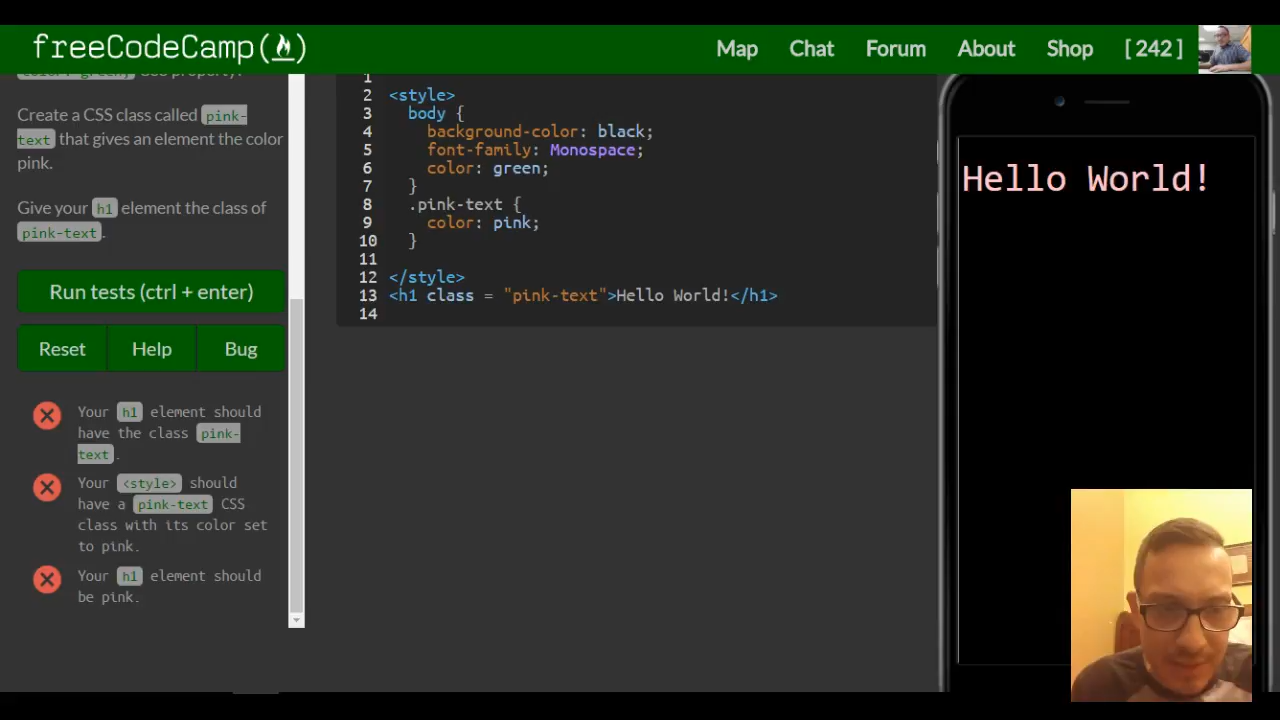 freeCodeCamp
Map Chat Forum About Shop [ 242 ]
Create a CSS class called pink-
text that gives an element the color
pink.
Give your h1 element the class of
pink-text.
Run tests (ctrl + enter)
Reset Help Bug
Your h1 element should
have the class pink-
text.
Your <style> should
have a pink-text CSS
class with its color set
to pink.
Your h1 element should
be pink.
1
2 <style>
3 body {
4 background-color: black;
5 font-family: Monospace;
6 color: green;
7 }
8 .pink-text {
9 color: pink;
10 }
11
12 </style>
13 <h1 class = "pink-text">Hello World!</h1>
14
Hello World!